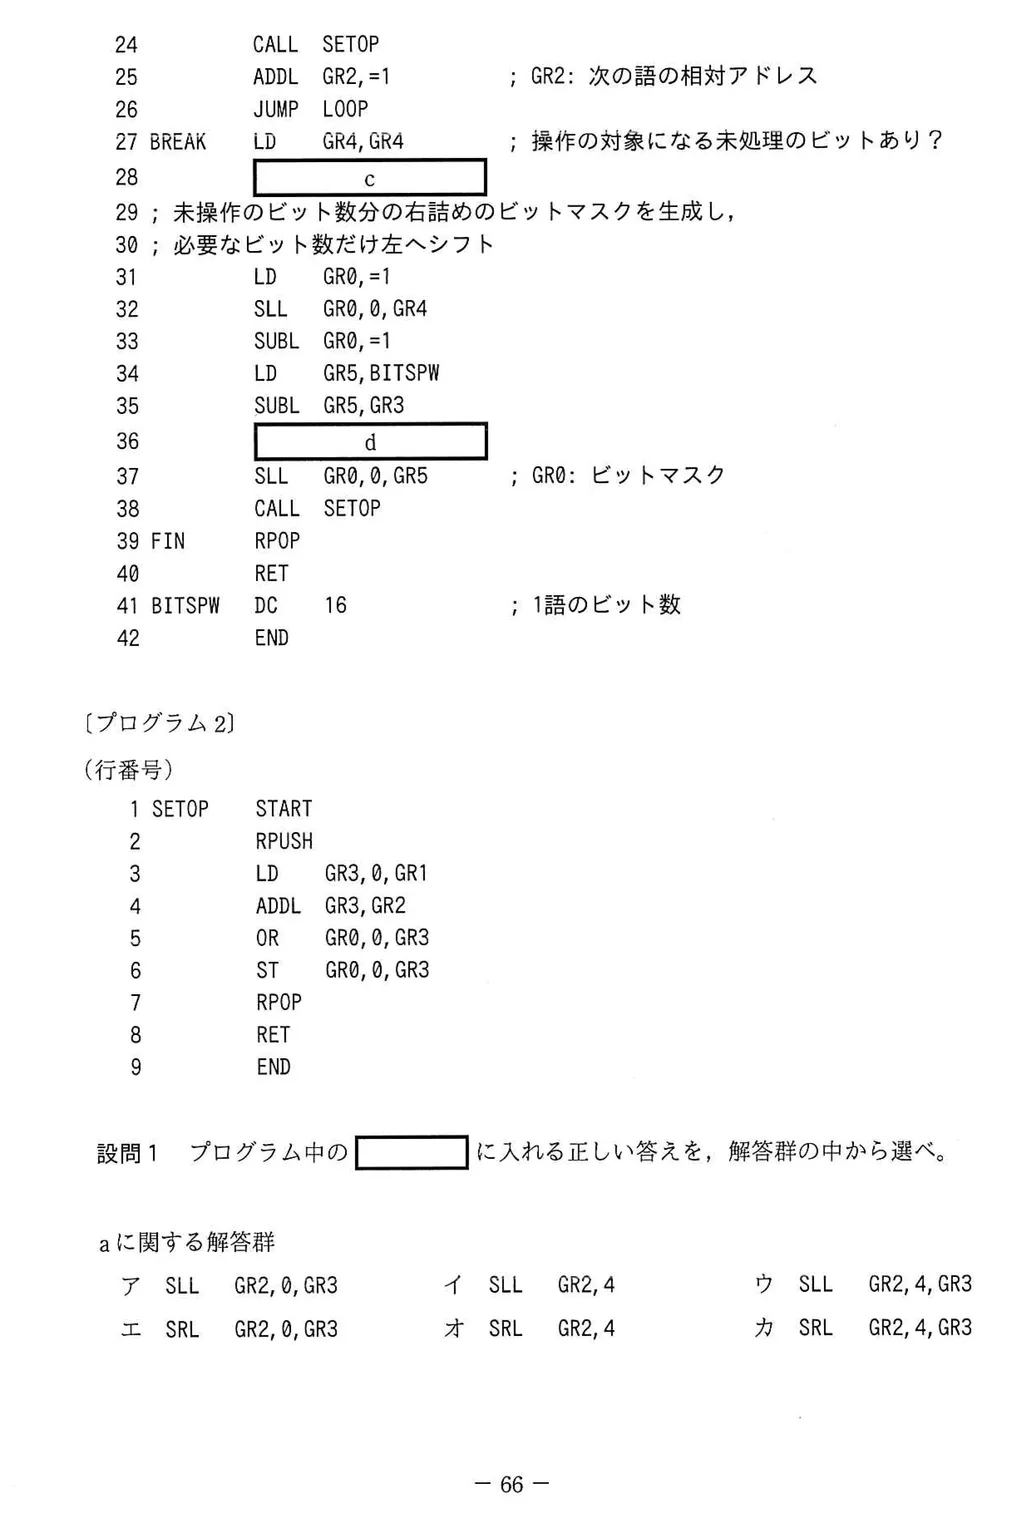 24 CALL SETOP
25 ADDL GR2,=1 ; GR2: 次の語の相対アドレス
26 JUMP LOOP
27 BREAK LD GR4,GR4 ; 操作の対象になる未処理のビットあり？
28 c
29 ; 未操作のビット数分の右詰めのビットマスクを生成し，
30 ; 必要なビット数だけ左へシフト
31 LD GR0,=1
32 SLL GR0,0,GR4
33 SUBL GR0,=1
34 LD GR5,BITSPW
35 SUBL GR5,GR3
36 d
37 SLL GR0,0,GR5 ; GR0: ビットマスク
38 CALL SETOP
39 FIN RPOP
40 RET
41 BITSPW DC 16 ; 1語のビット数
42 END
〔プログラム 2〕
（行番号）
1 SETOP START
2 RPUSH
3 LD GR3,0,GR1
4 ADDL GR3,GR2
5 OR GR0,0,GR3
6 ST GR0,0,GR3
7 RPOP
8 RET
9 END
設問1 プログラム中の に入れる正しい答えを，解答群の中から選べ。
a に関する解答群
ア SLL GR2,0,GR3 イ SLL GR2,4 ウ SLL GR2,4,GR3
エ SRL GR2,0,GR3 オ SRL GR2,4 カ SRL GR2,4,GR3
－ 66 －